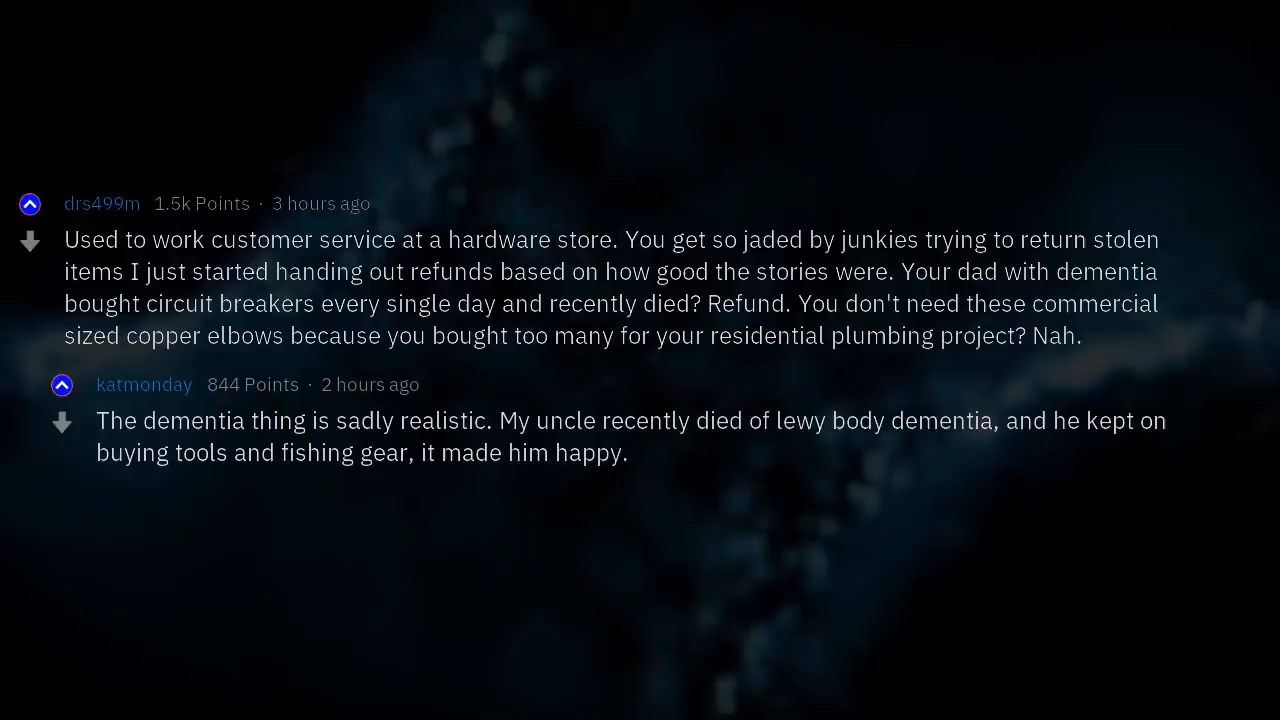 drs499m 1.5k Points · 3 hours ago
Used to work customer service at a hardware store. You get so jaded by junkies trying to return stolen
items I just started handing out refunds based on how good the stories were. Your dad with dementia
bought circuit breakers every single day and recently died? Refund. You don't need these commercial
sized copper elbows because you bought too many for your residential plumbing project? Nah.
katmonday 844 Points · 2 hours ago
The dementia thing is sadly realistic. My uncle recently died of lewy body dementia, and he kept on
buying tools and fishing gear, it made him happy.